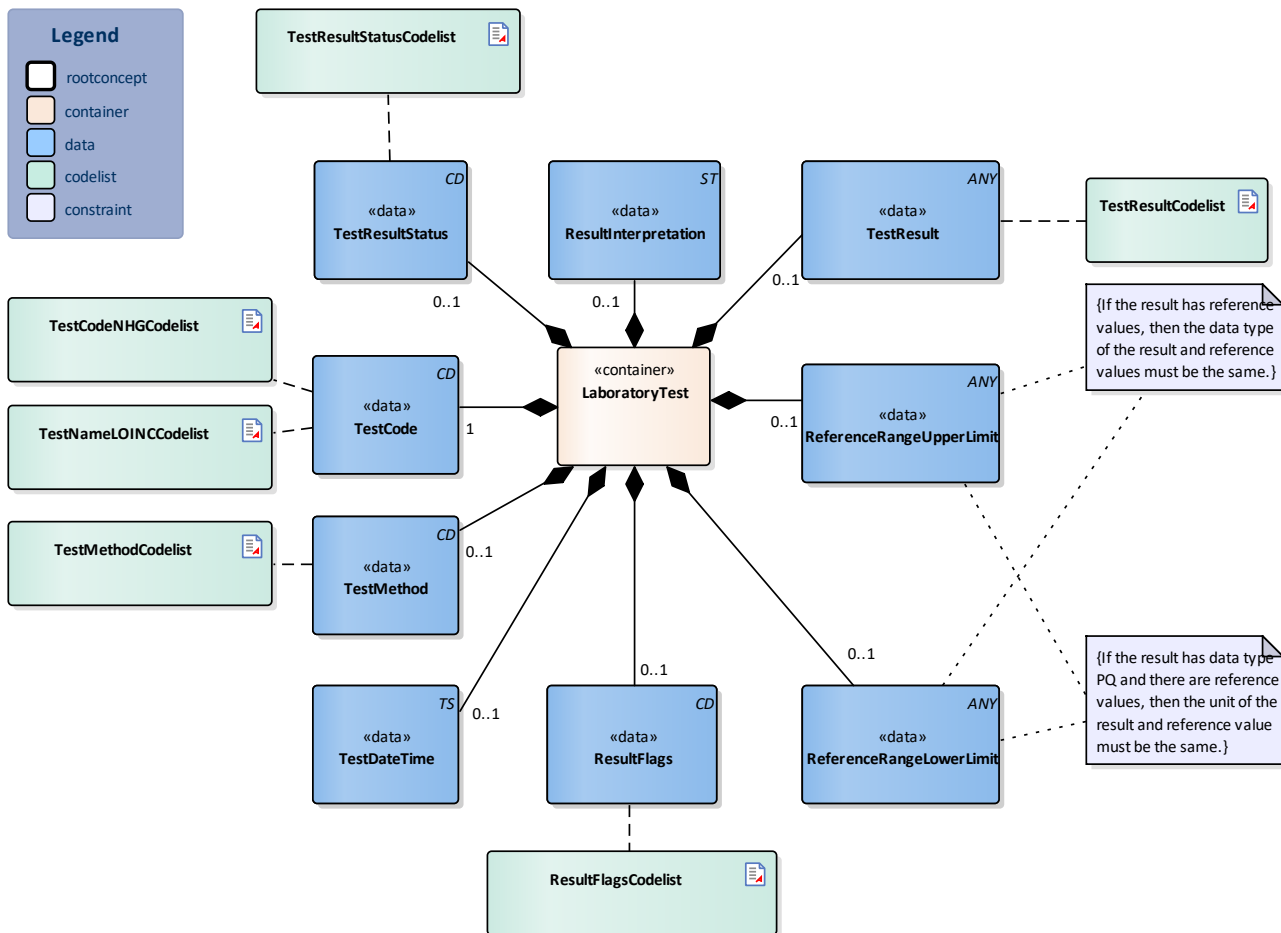 Legend
rootconcept
container
data
codelist
constraint
TestResultStatusCodelist
CD
«data»
TestResultStatus
0..1
ST
«data»
ResultInterpretation
0..1
ANY
«data»
TestResult
0..1
TestResultCodelist
{If the result has reference
values, then the data type
of the result and reference
values must be the same.}
TestCodeNHGCodelist
TestNameLOINCCodelist
CD
«data»
TestCode
1
«container»
LaboratoryTest
ANY
«data»
ReferenceRangeUpperLimit
0..1
TestMethodCodelist
CD
«data»
TestMethod
0..1
TS
«data»
TestDateTime
0..1
CD
«data»
ResultFlags
0..1
ANY
«data»
ReferenceRangeLowerLimit
0..1
{If the result has data type
PQ and there are reference
values, then the unit of the
result and reference value
must be the same.}
ResultFlagsCodelist